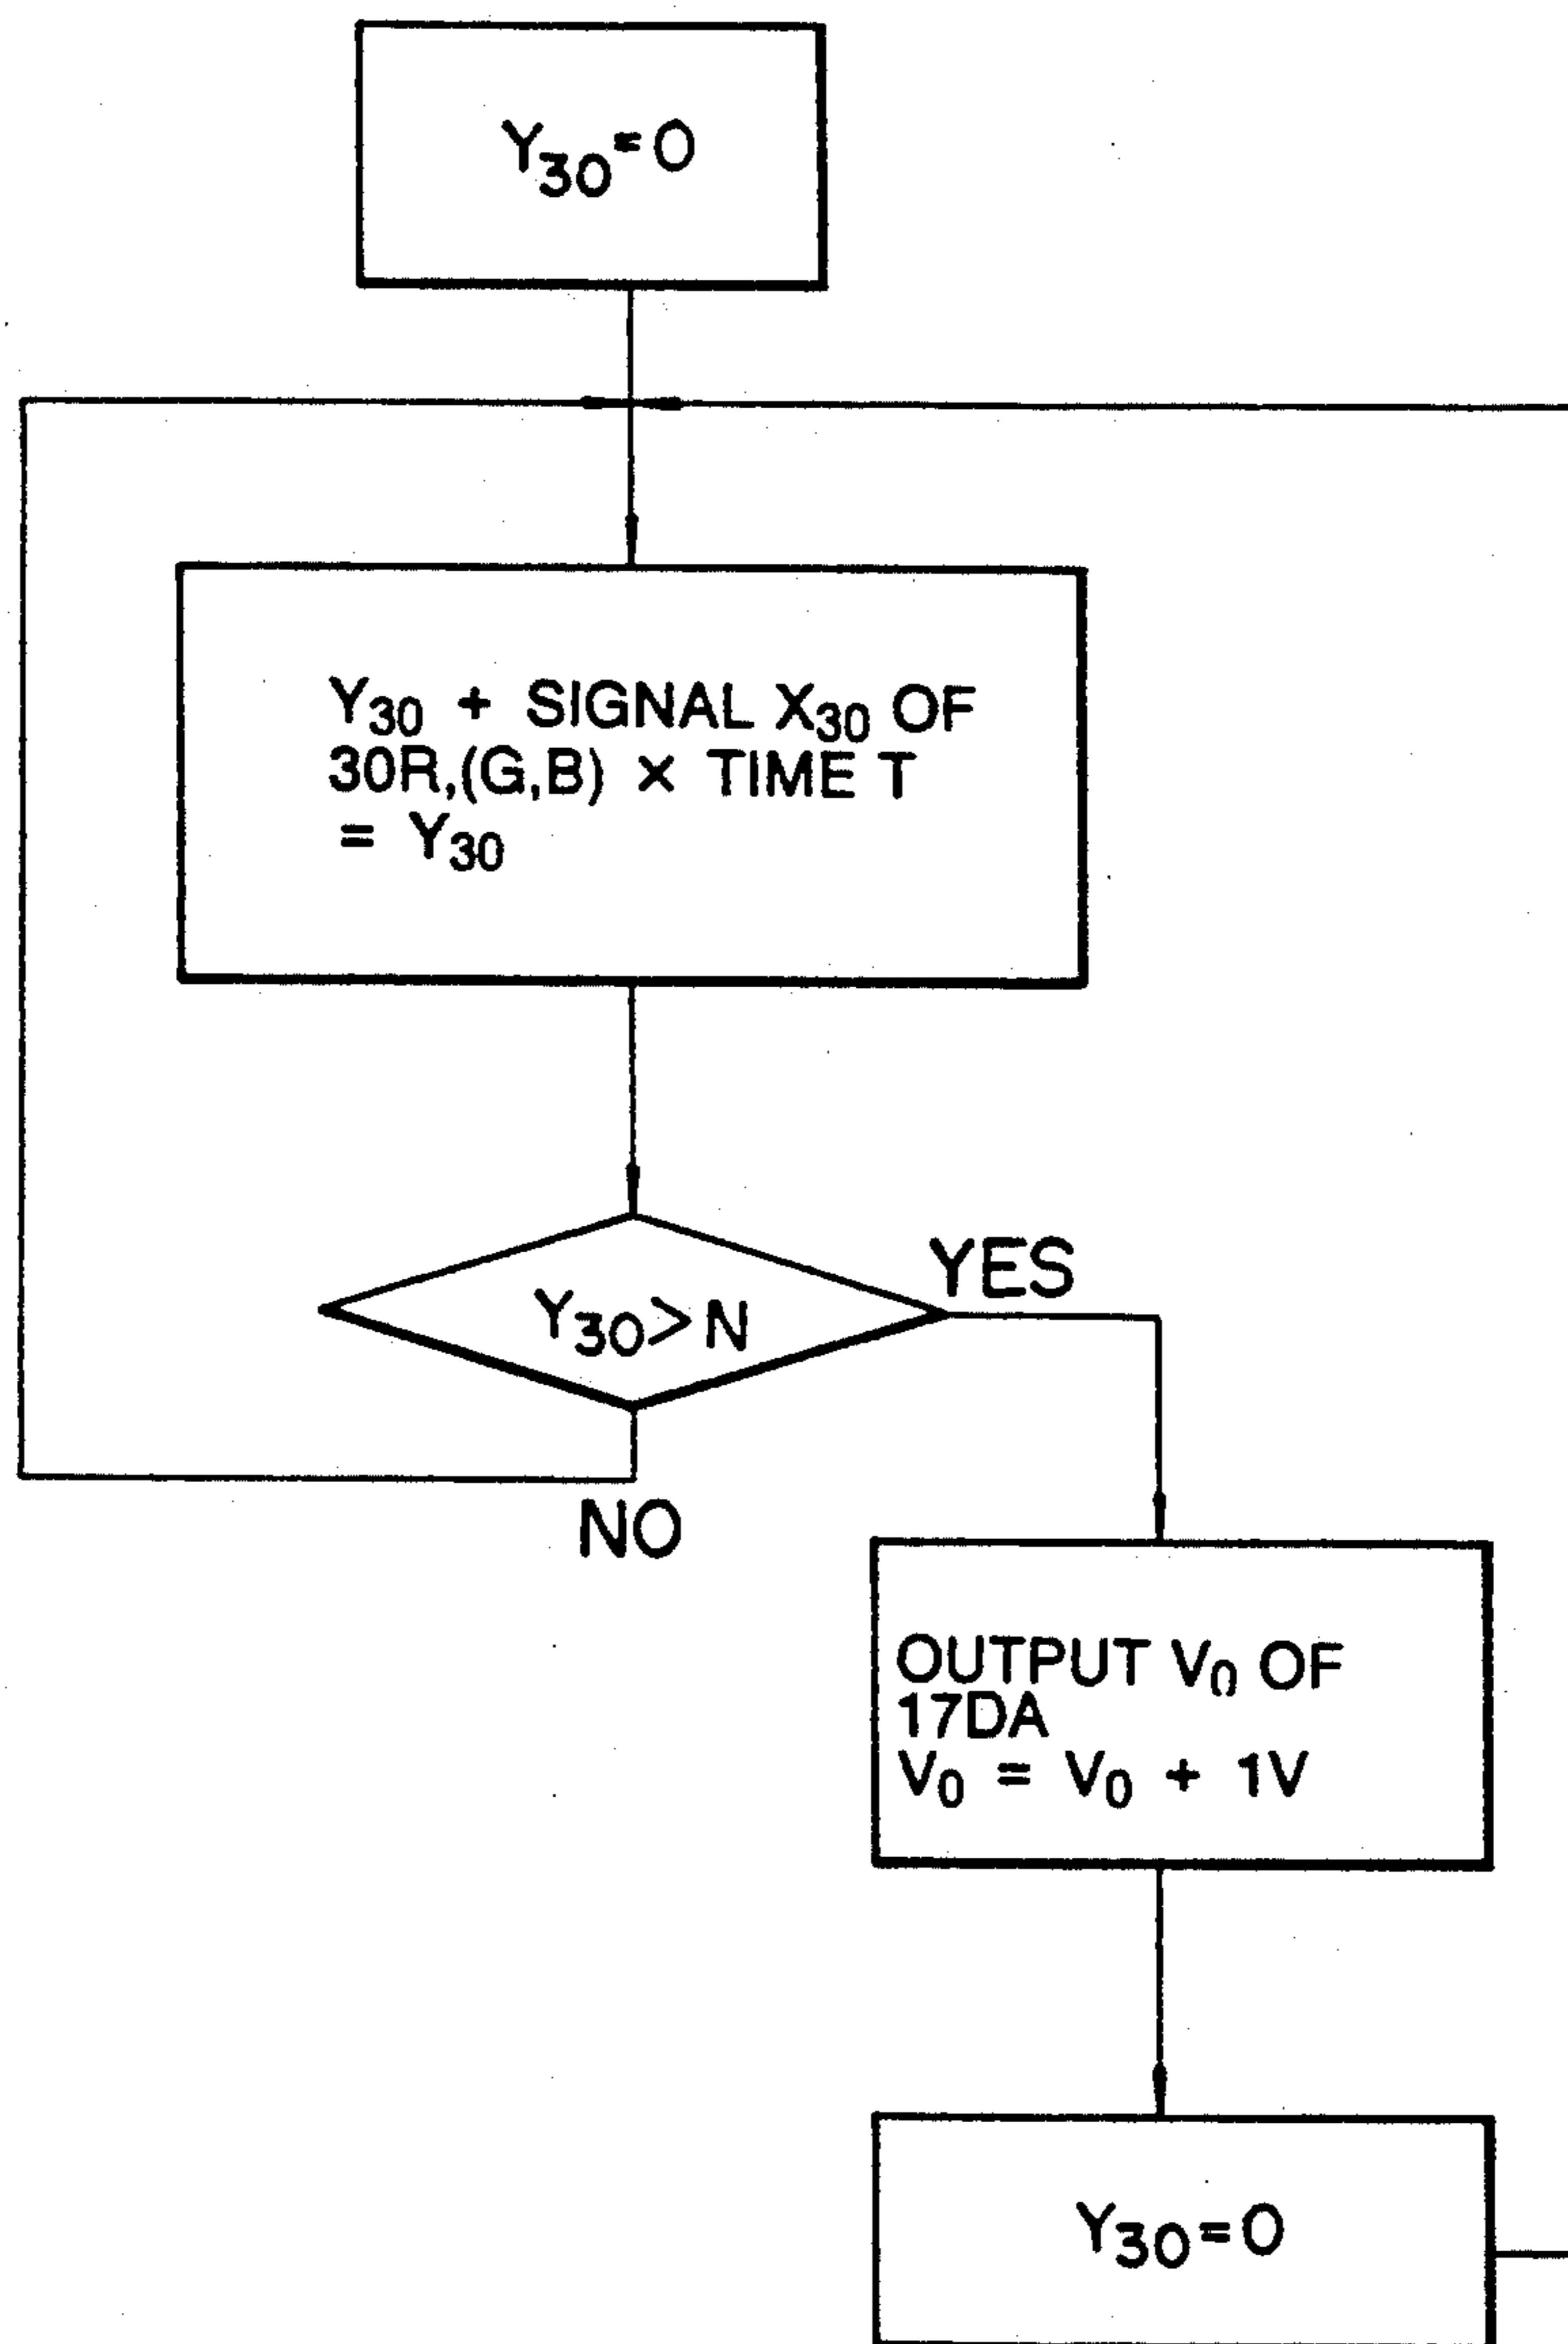 Y30=0
Y30 + SIGNAL X30 OF
30R,(G,B) × TIME T
= Y30
Y30>N
YES
NO
OUTPUT V0 OF
17DA
V0 = V0 + 1V
Y30=0